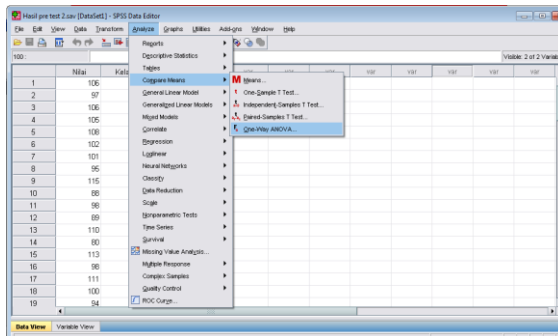 Hasil pre test 2.sav [DataSet1] - SPSS Data Editor
File Edit View Data Transform Analyze Graphs Utilities Add-ons Window Help
100 : Visible: 2 of 2 Variab
Nilai Kela var var var var var
Reports
Descriptive Statistics
Tables
Compare Means
General Linear Model
Generalized Linear Models
Mixed Models
Correlate
Regression
Loglinear
Neural Networks
Classify
Data Reduction
Scale
Nonparametric Tests
Time Series
Survival
Missing Value Analysis...
Multiple Response
Complex Samples
Quality Control
ROC Curve...
M Means...
One-Sample T Test...
Independent-Samples T Test...
Paired-Samples T Test...
One-Way ANOVA...
1 106
2 97
3 106
4 105
5 108
6 102
7 101
8 95
9 115
10 88
11 98
12 89
13 110
14 80
15 113
16 98
17 111
18 100
19 94
Data View Variable View